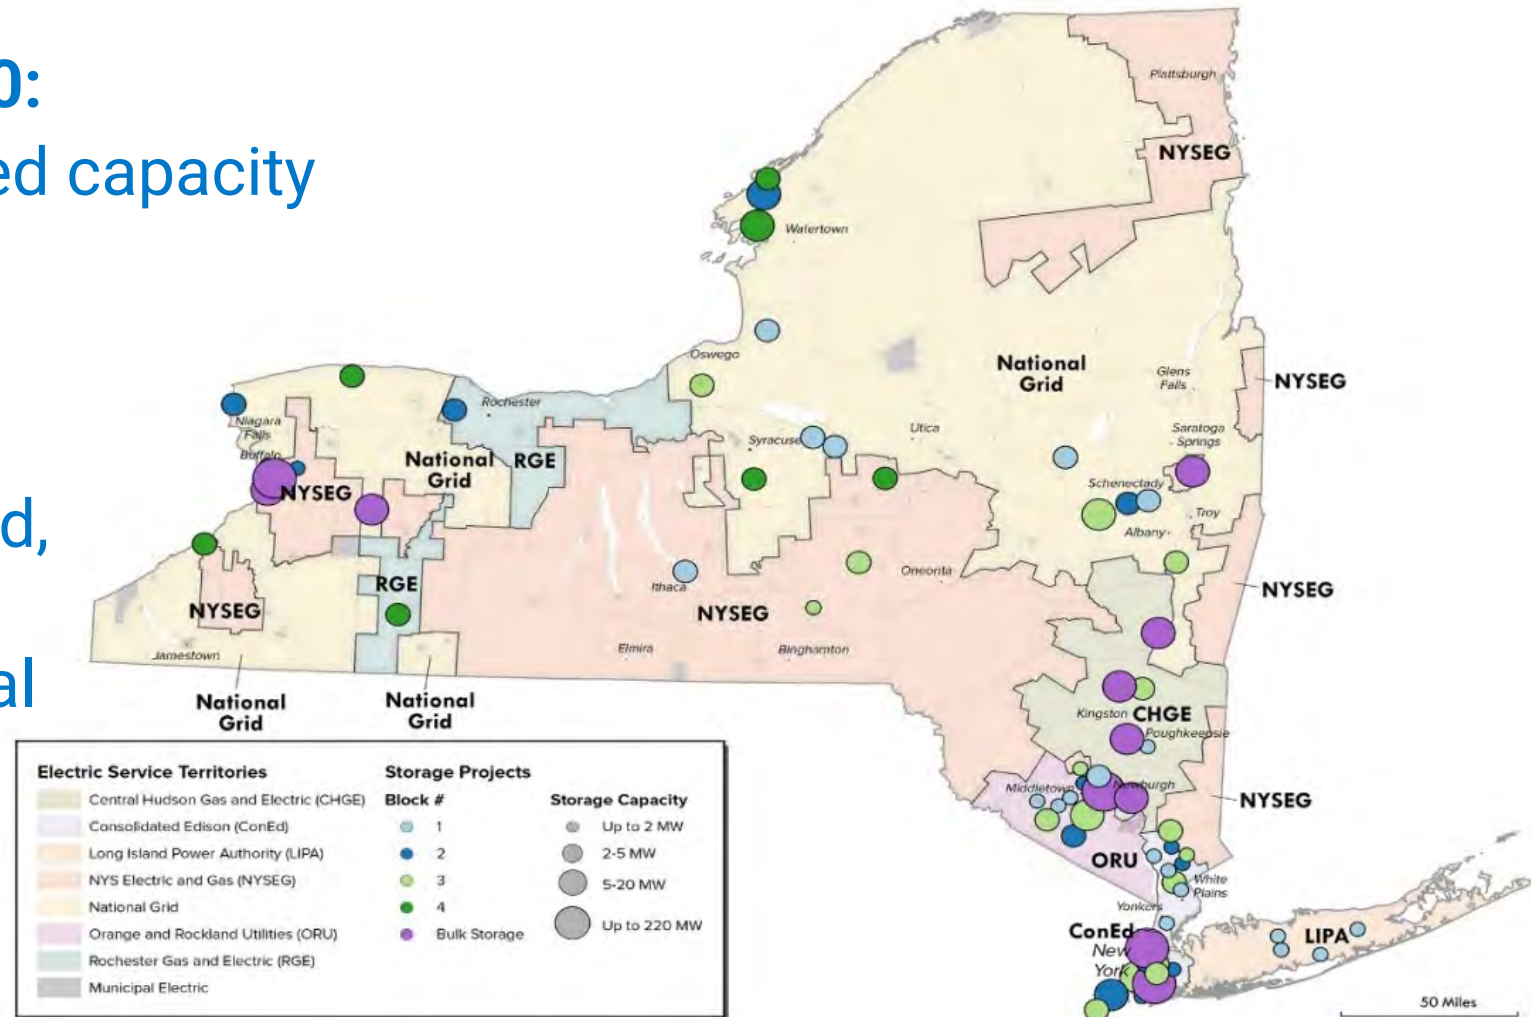 0:
ed capacity
d,
al
Plattsburgh
NYSEG
Watertown
Oswego
National
Grid
Glens
Falls
NYSEG
Rochester
Niagara
Falls
Buffalo
National
Grid
RGE
NYSEG
Syracuse
Utica
Saratoga
Springs
Schenectady
Troy
Albany
RGE
NYSEG
Ithaca
NYSEG
Oneonta
NYSEG
Jamestown
Elmira
Binghamton
National
Grid
National
Grid
Kingston
CHGE
Poughkeepsie
Middletown
Newburgh
NYSEG
ORU
White
Plains
Yonkers
ConEd
New
York
LIPA
50 Miles
Electric Service Territories
Central Hudson Gas and Electric (CHGE)
Consolidated Edison (ConEd)
Long Island Power Authority (LIPA)
NYS Electric and Gas (NYSEG)
National Grid
Orange and Rockland Utilities (ORU)
Rochester Gas and Electric (RGE)
Municipal Electric
Storage Projects
Block #
1
2
3
4
Bulk Storage
Storage Capacity
Up to 2 MW
2-5 MW
5-20 MW
Up to 220 MW